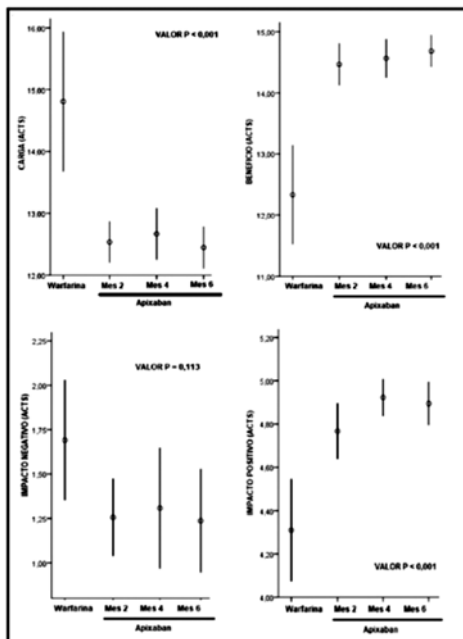 VALOR P < 0,001
CARGA (ACTS)
16,00
15,00
14,00
13,00
12,00
Warfarina Mes 2 Mes 4 Mes 6
Apixaban
BENEFICIO (ACTS)
15,00
14,00
13,00
12,00
11,00
VALOR P < 0,001
Warfarina Mes 2 Mes 4 Mes 6
Apixaban
VALOR P = 0,113
IMPACTO NEGATIVO (ACTS)
2,25
2,00
1,75
1,50
1,25
1,00
Warfarina Mes 2 Mes 4 Mes 6
Apixaban
IMPACTO POSITIVO (ACTS)
5,20
5,00
4,80
4,60
4,40
4,20
4,00
VALOR P < 0,001
Warfarina Mes 2 Mes 4 Mes 6
Apixaban